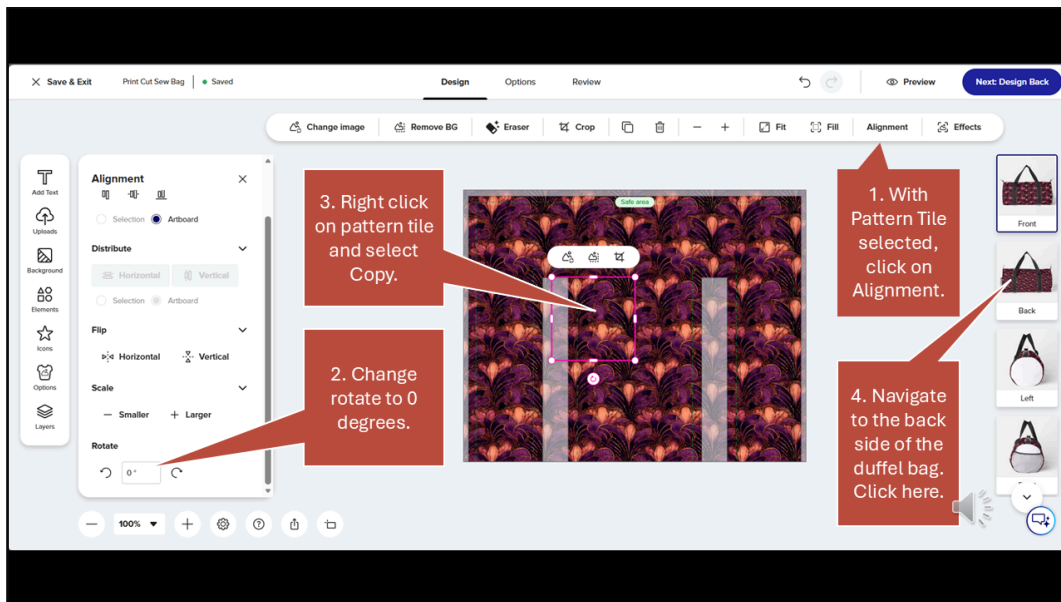 Save & Exit
Print Cut Sew Bag
Saved
Design
Options
Review
Preview
Next: Design Back
Change image
Remove BG
Eraser
Crop
Fit
Fill
Alignment
Effects
Add Text
Uploads
Background
Elements
Icons
Options
Layers
Alignment
Selection
Artboard
Distribute
Horizontal
Vertical
Selection
Artboard
Flip
Horizontal
Vertical
Scale
Smaller
Larger
Rotate
0°
100%
3. Right click
on pattern tile
and select
Copy.
2. Change
rotate to 0
degrees.
Safe area
1. With
Pattern Tile
selected,
click on
Alignment.
4. Navigate
to the back
side of the
duffel bag.
Click here.
Front
Back
Left